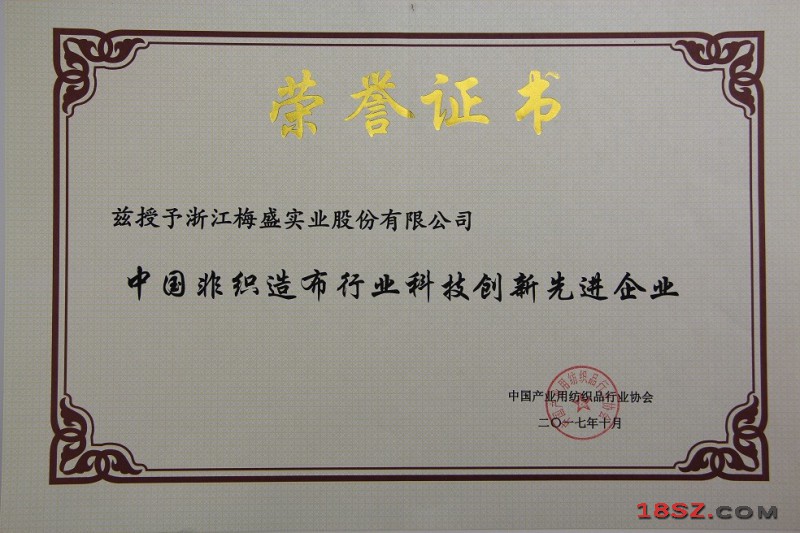 荣誉证书
兹授予浙江梅盛实业股份有限公司
中国非织造布行业科技创新先进企业
中国产业用纺织品行业协会
二〇一七年十月
18SZ.COM